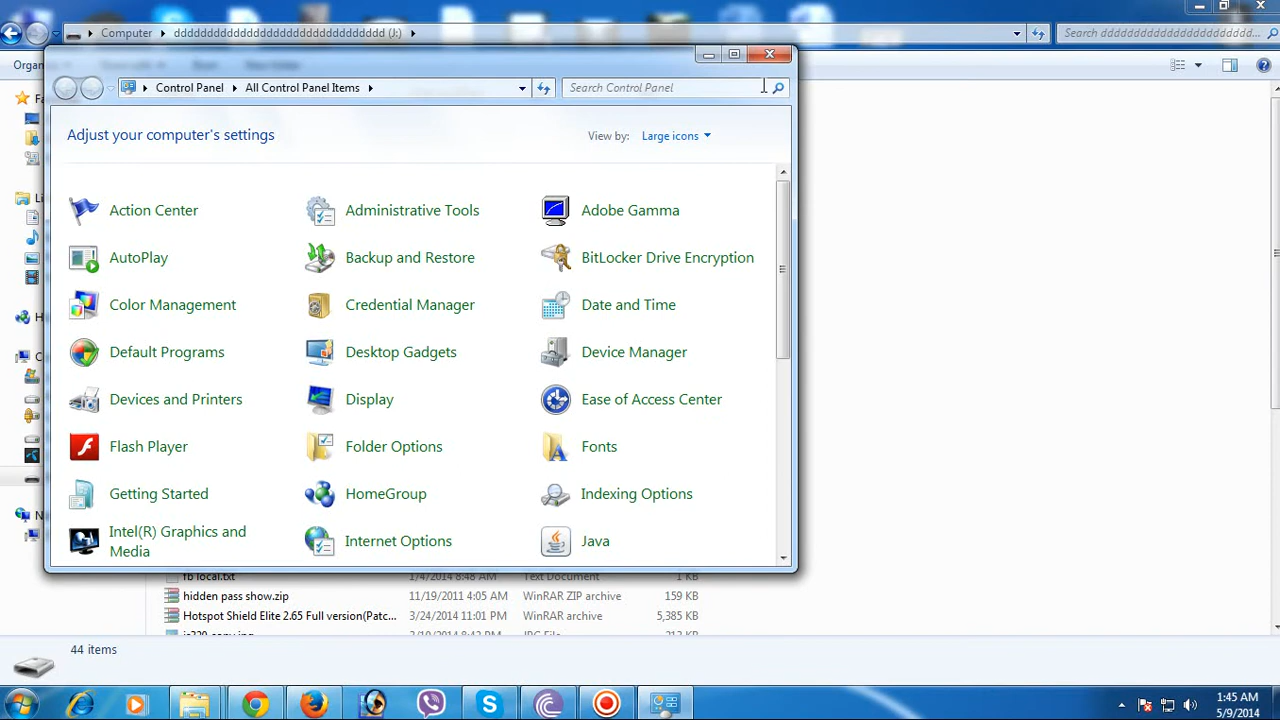 Computer
dddddddddddddddddddddddddddddddd (J:)
Search dddddddddddddddddddddddd...
Organ
Fa
Li
H
C
N
Control Panel
All Control Panel Items
Search Control Panel
Adjust your computer's settings
View by:
Large icons
Action Center
Administrative Tools
Adobe Gamma
AutoPlay
Backup and Restore
BitLocker Drive Encryption
Color Management
Credential Manager
Date and Time
Default Programs
Desktop Gadgets
Device Manager
Devices and Printers
Display
Ease of Access Center
Flash Player
Folder Options
Fonts
Getting Started
HomeGroup
Indexing Options
Intel(R) Graphics and
Media
Internet Options
Java
fb local.txt
1/4/2014 8:48 AM
Text Document
1 KB
hidden pass show.zip
11/19/2011 4:05 AM
WinRAR ZIP archive
159 KB
Hotspot Shield Elite 2.65 Full version(Patc...
3/24/2014 11:01 PM
WinRAR archive
5,385 KB
44 items
1:45 AM
5/9/2014